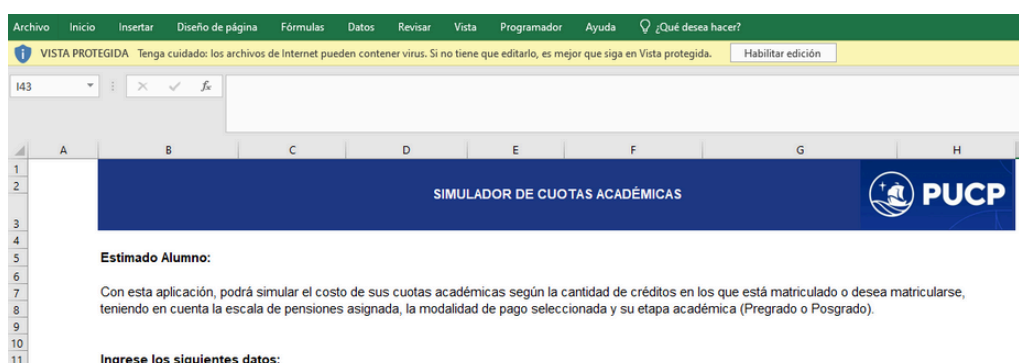 Archivo Inicio Insertar Diseño de página Fórmulas Datos Revisar Vista Programador Ayuda ¿Qué desea hacer?
VISTA PROTEGIDA Tenga cuidado: los archivos de Internet pueden contener virus. Si no tiene que editarlo, es mejor que siga en Vista protegida. Habilitar edición
I43 fx
A B C D E F G H
1
2
SIMULADOR DE CUOTAS ACADÉMICAS
PUCP
3
4
5 Estimado Alumno:
6
7 Con esta aplicación, podrá simular el costo de sus cuotas académicas según la cantidad de créditos en los que está matriculado o desea matricularse,
8 teniendo en cuenta la escala de pensiones asignada, la modalidad de pago seleccionada y su etapa académica (Pregrado o Posgrado).
9
10
11 Ingrese los siguientes datos: